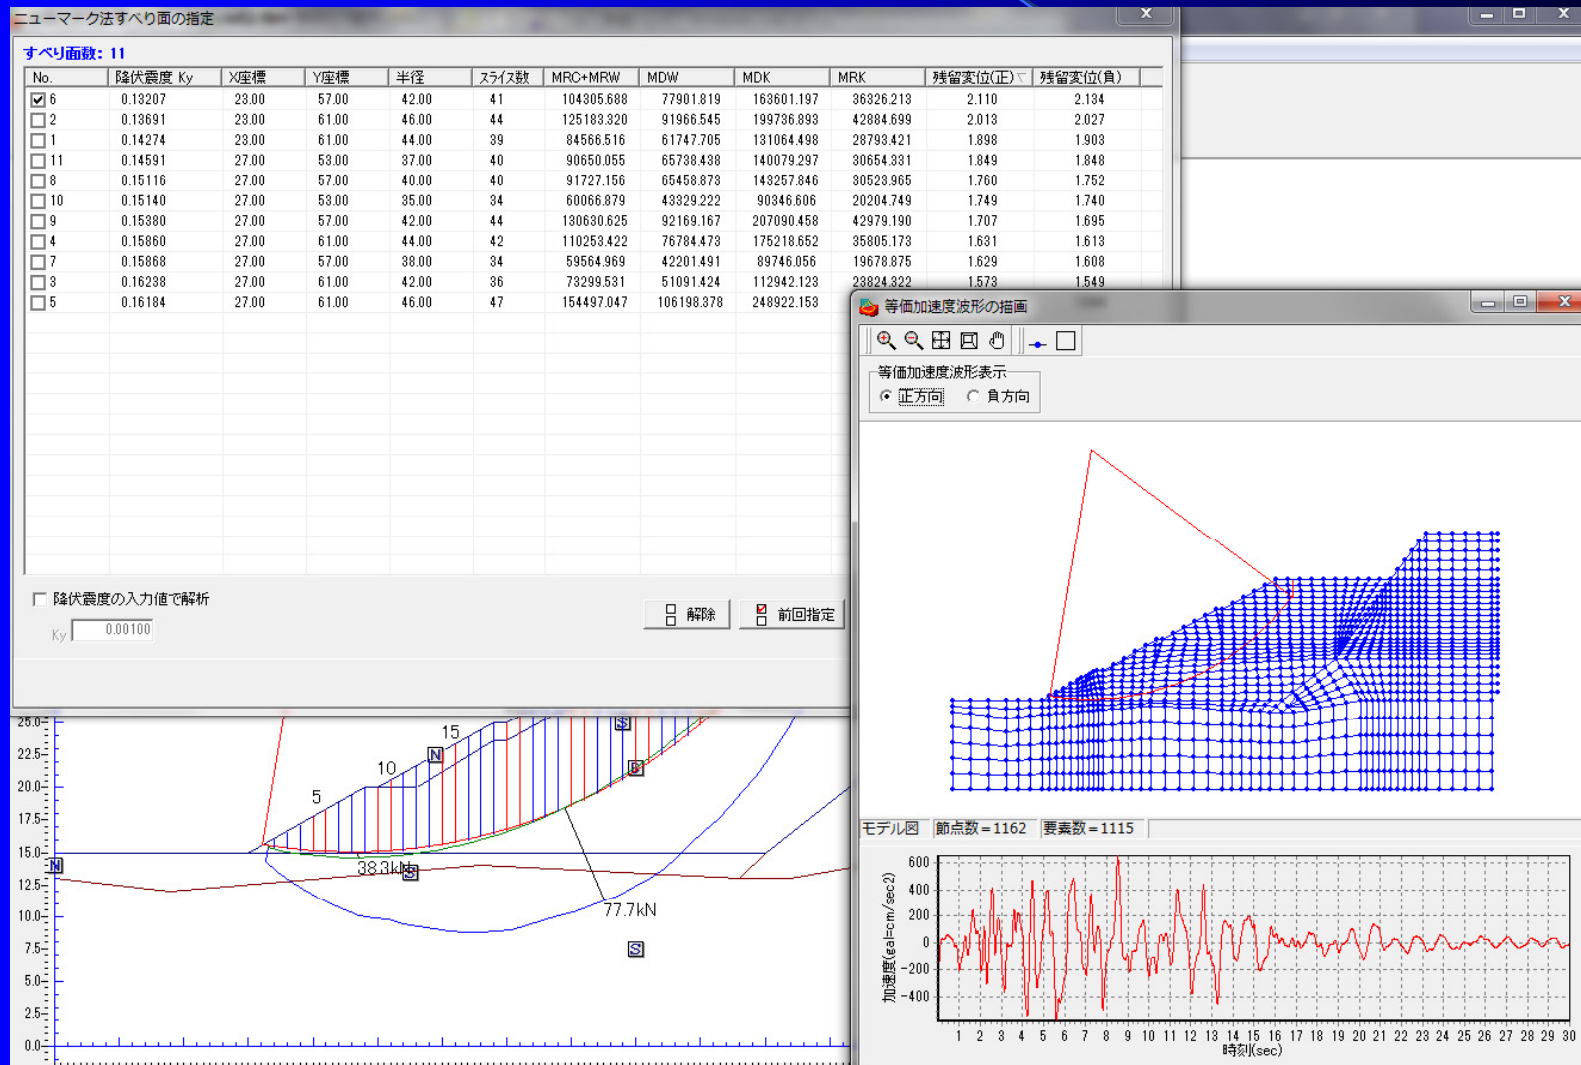 ニューマーク法すべり面の指定
すべり面数: 11
No. 降伏震度 Ky X座標 Y座標 半径 スライス数 MRC+MRW MDW MDK MRK 残留変位(正) 残留変位(負)
6 0.13207 23.00 57.00 42.00 41 104305.688 77901.819 163601.197 36326.213 2.110 2.134
2 0.13691 23.00 61.00 46.00 44 125183.320 91966.545 199736.893 42884.699 2.013 2.027
1 0.14274 23.00 61.00 44.00 39 84566.516 61747.705 131064.498 28793.421 1.898 1.903
11 0.14591 27.00 53.00 37.00 40 90650.055 65738.438 140079.297 30654.331 1.849 1.848
8 0.15116 27.00 57.00 40.00 40 91727.156 65458.873 143257.846 30523.965 1.760 1.752
10 0.15140 27.00 53.00 35.00 34 60066.879 43329.222 90346.606 20204.749 1.749 1.740
9 0.15380 27.00 57.00 42.00 44 130630.625 92169.167 207090.458 42979.190 1.707 1.695
4 0.15860 27.00 61.00 44.00 42 110253.422 76784.473 175218.652 35805.173 1.631 1.613
7 0.15868 27.00 57.00 38.00 34 59564.969 42201.491 89746.056 19678.875 1.629 1.608
3 0.16238 27.00 61.00 42.00 36 73299.531 51091.424 112942.123 23824.322 1.573 1.549
5 0.16184 27.00 61.00 46.00 47 154497.047 106198.378 248922.153
降伏震度の入力値で解析
Ky 0.00100
解除
前回指定
等価加速度波形の描画
等価加速度波形表示
正方向 負方向
モデル図 節点数=1162 要素数=1115
25.0
22.5
20.0
17.5
15.0
12.5
10.0
7.5
5.0
2.5
0.0
5
10
15
N
N
S
S
S
38.3kN
77.7kN
加速度(gal=cm/sec2)
600
400
200
0
-200
-400
1 2 3 4 5 6 7 8 9 10 11 12 13 14 15 16 17 18 19 20 21 22 23 24 25 26 27 28 29 30
時刻(sec)